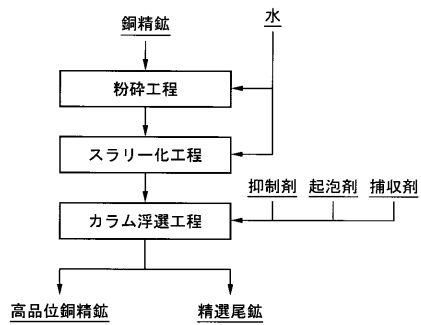 銅精鉱
水
粉砕工程
スラリー化工程
抑制剤 起泡剤 捕収剤
カラム浮選工程
高品位銅精鉱
精選尾鉱